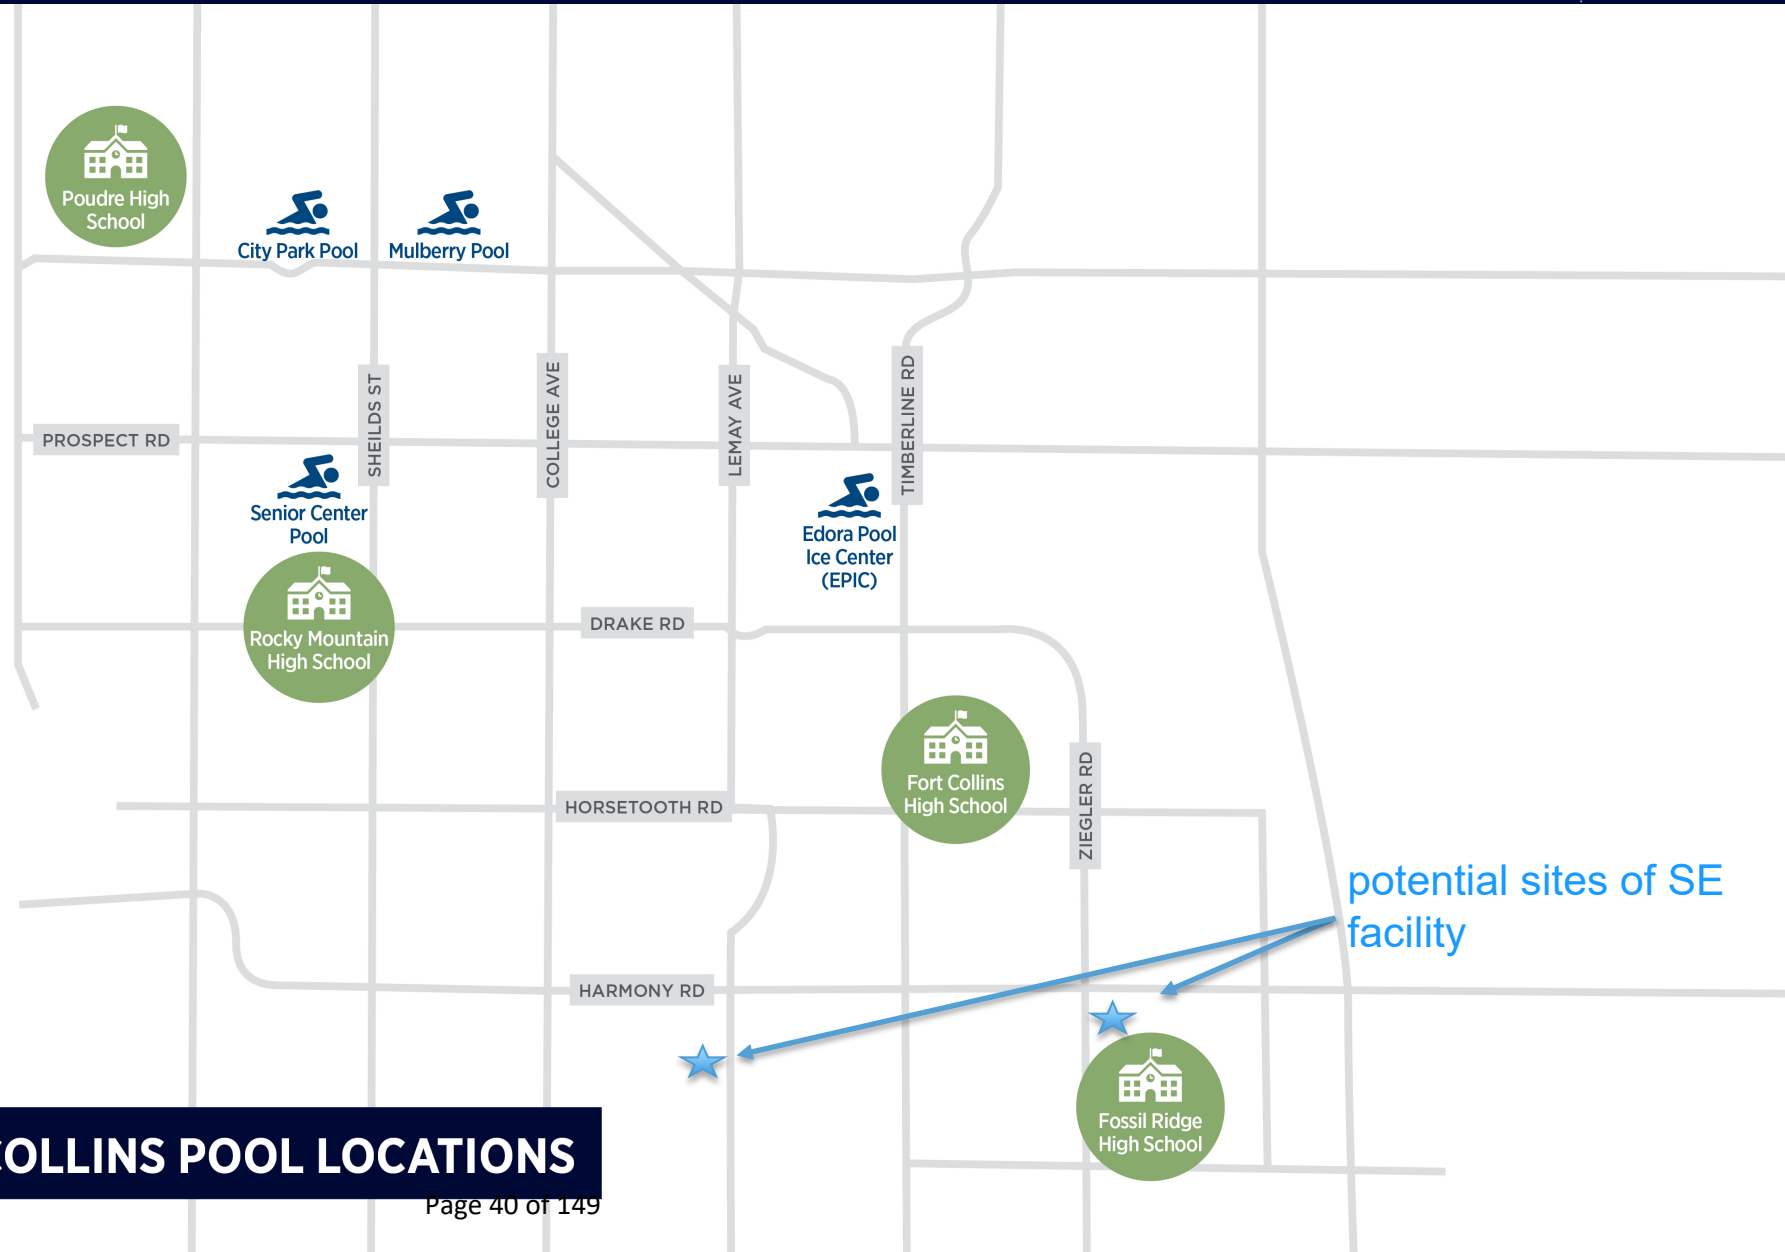 Poudre High
School
City Park Pool
Mulberry Pool
SHEILDS ST
COLLEGE AVE
LEMAY AVE
TIMBERLINE RD
PROSPECT RD
Senior Center
Pool
Edora Pool
Ice Center
(EPIC)
Rocky Mountain
High School
DRAKE RD
Fort Collins
High School
ZIEGLER RD
HORSETOOTH RD
potential sites of SE
facility
HARMONY RD
Fossil Ridge
High School
COLLINS POOL LOCATIONS
Page 40 of 149